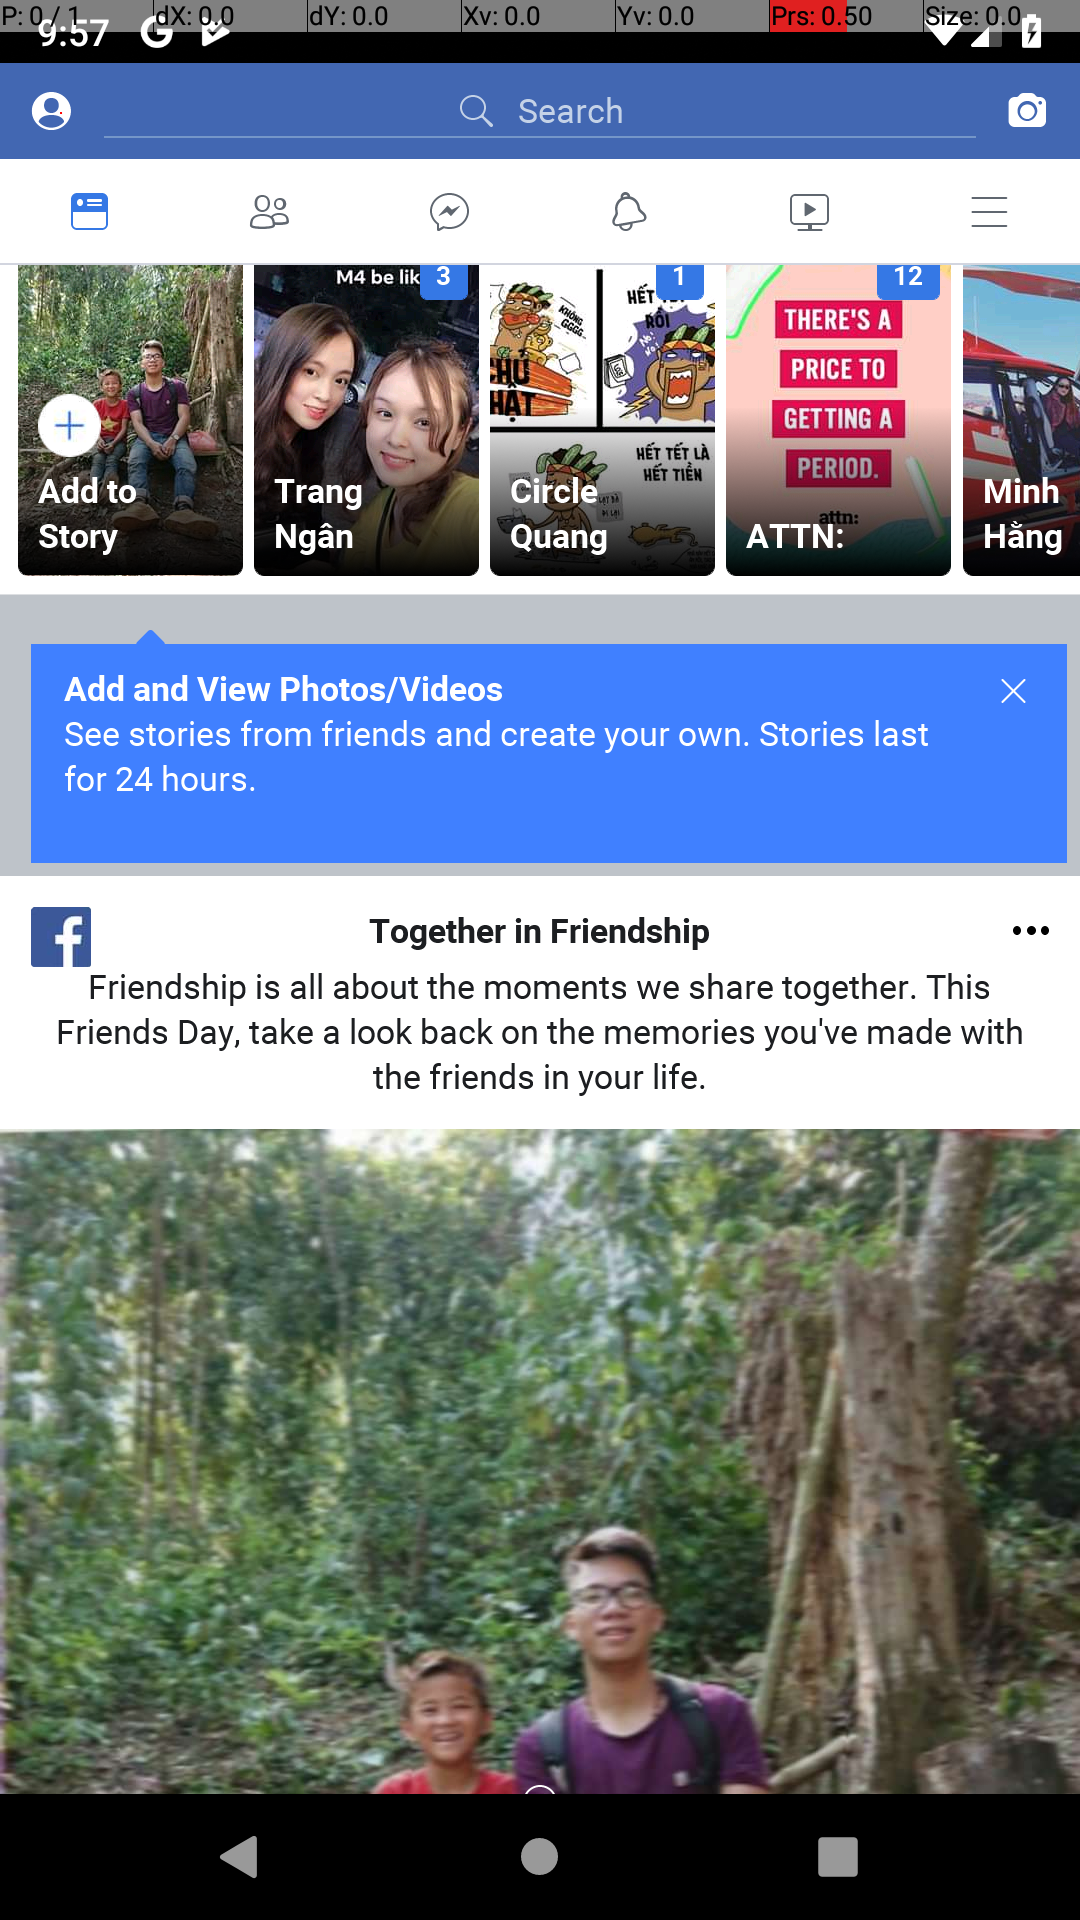 P: 0 / 1 dX: 0.0 dY: 0.0 Xv: 0.0 Yv: 0.0 Prs: 0.50 Size: 0.0
9:57
Search
M4 be lik
3
1
12
KHÔNG
GGGG..
HẾT
RỒI
CHỦ
NHẬT
HẾT TẾT LÀ
HẾT TIỀN
THERE'S A
PRICE TO
GETTING A
PERIOD.
attn:
Add to
Story
Trang
Ngân
Circle
Quang
ATTN:
Minh
Hằng
Add and View Photos/Videos
See stories from friends and create your own. Stories last
for 24 hours.
Together in Friendship
Friendship is all about the moments we share together. This
Friends Day, take a look back on the memories you've made with
the friends in your life.